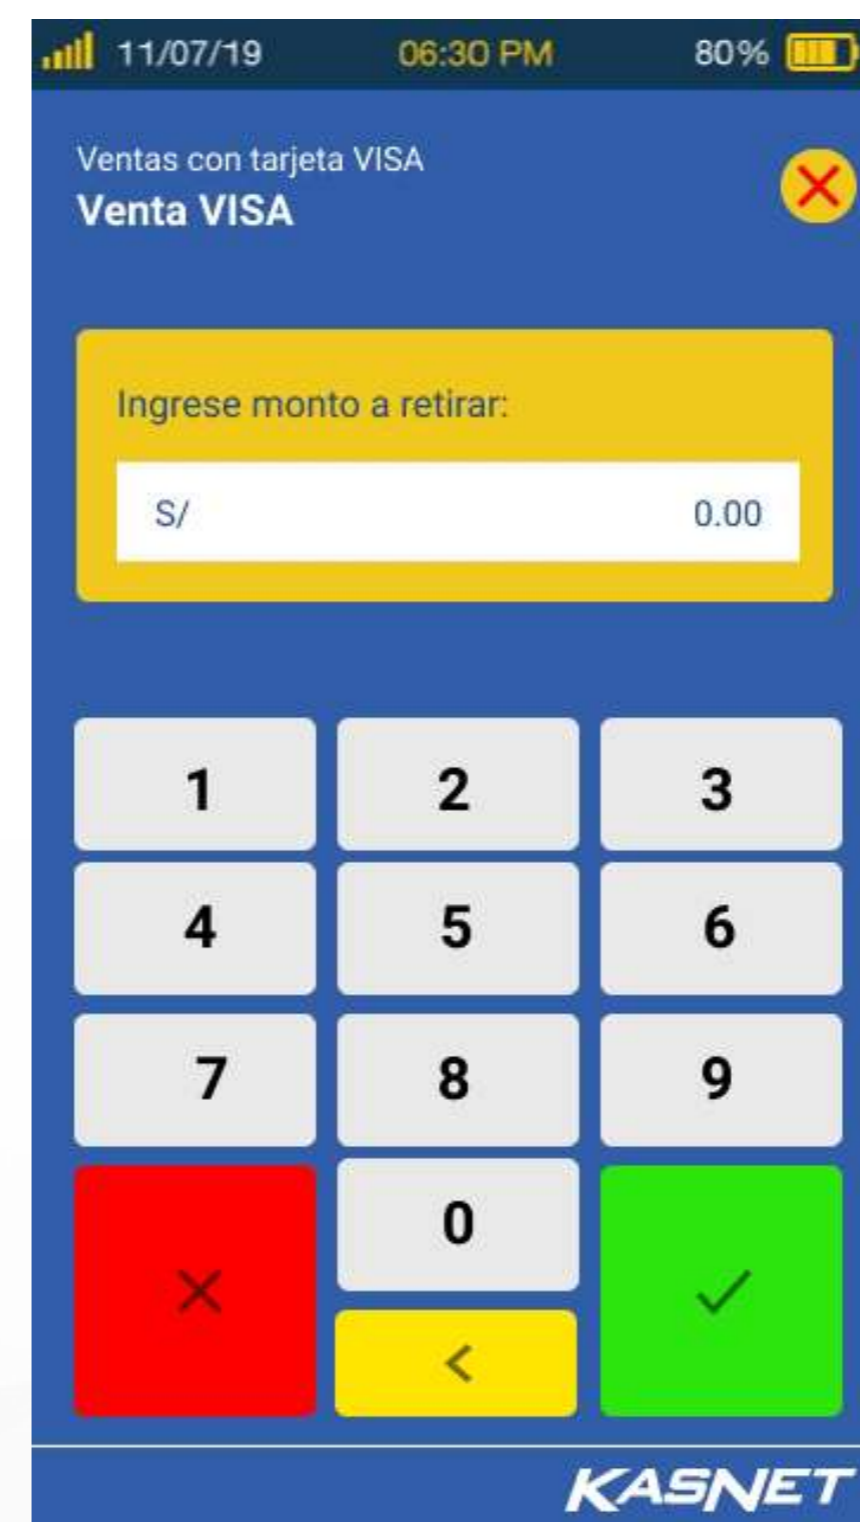 11/07/19 06:30 PM 80%
Ventas con tarjeta VISA
Venta VISA
Ingrese monto a retirar:
S/ 0.00
1 2 3
4 5 6
7 8 9
0
KASNET